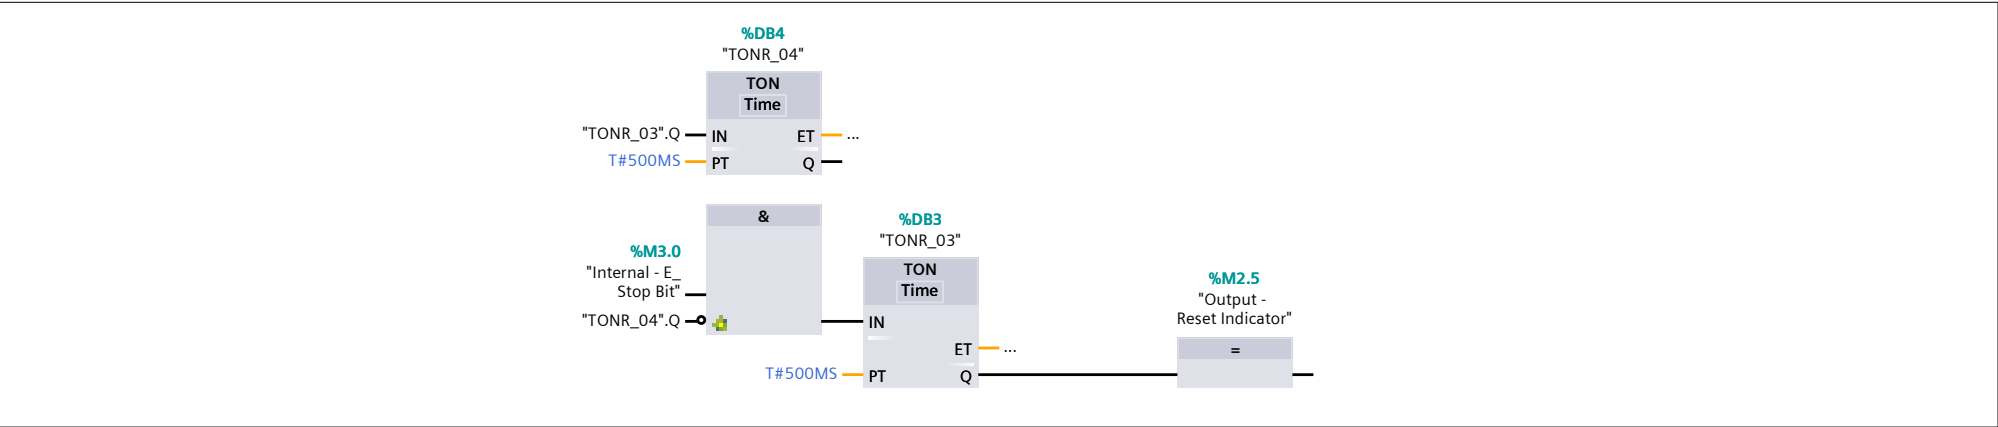 %DB4
"TONR_04"
TON
Time
"TONR_03".Q IN ET ...
T#500MS PT Q
&
%M3.0
"Internal - E_
Stop Bit"
"TONR_04".Q
%DB3
"TONR_03"
TON
Time
IN
ET ...
T#500MS PT Q
%M2.5
"Output -
Reset Indicator"
=